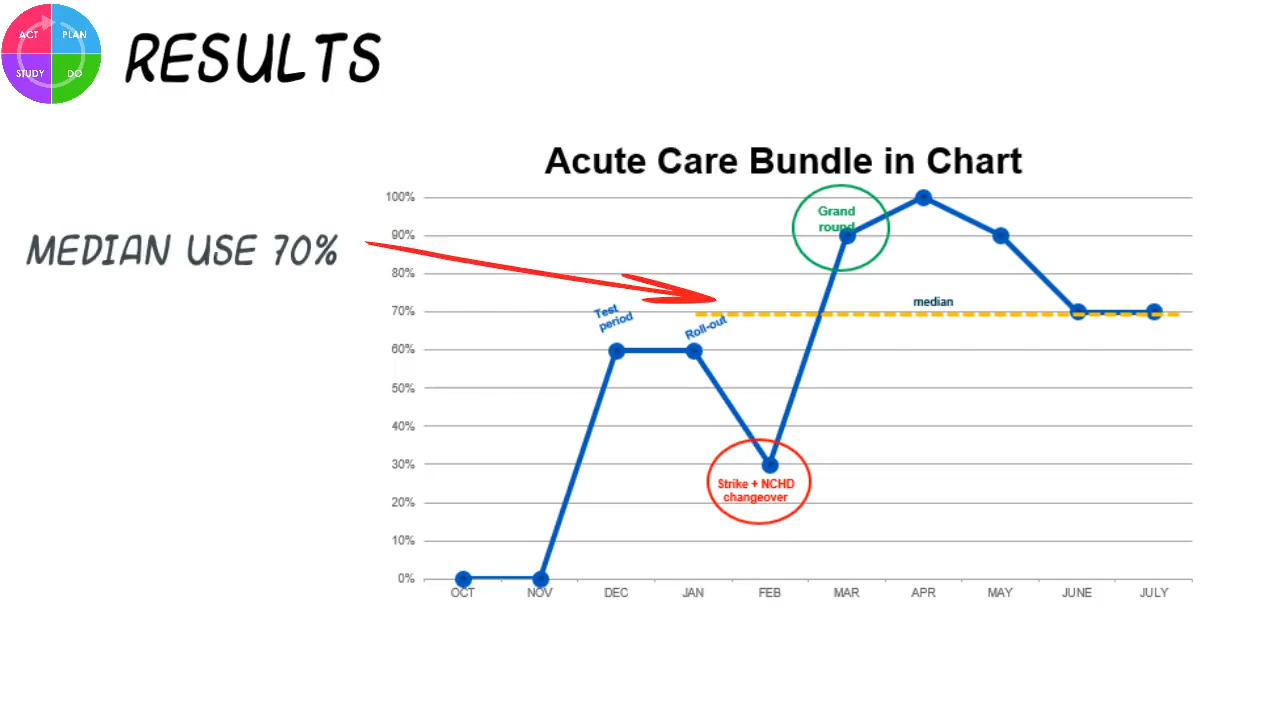 ACT PLAN
STUDY DO
RESULTS
Acute Care Bundle in Chart
MEDIAN USE 70%
100%
90%
80%
70%
60%
50%
40%
30%
20%
10%
0%
Grand
round
Test
period
Roll-out
median
Strike + NCHD
changeover
OCT NOV DEC JAN FEB MAR APR MAY JUNE JULY